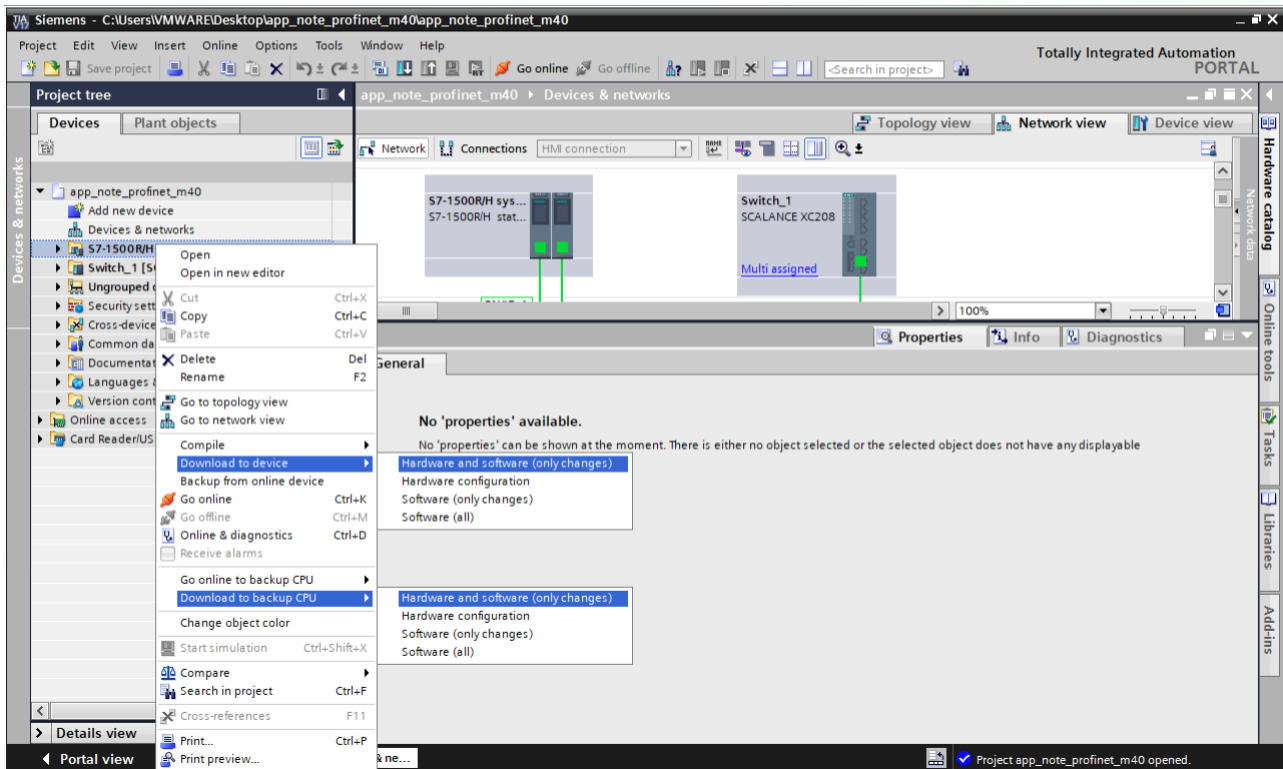 Siemens - C:\Users\VMWARE\Desktop\app_note_profinet_m40\app_note_profinet_m40
Project Edit View Insert Online Options Tools Window Help
Totally Integrated Automation
PORTAL
Save project Go online Go offline <Search in project>
Project tree
app_note_profinet_m40 ▸ Devices & networks
Devices Plant objects
Topology view Network view Device view
Network Connections HMI connection
app_note_profinet_m40
Add new device
Devices & networks
S7-1500R/H
Switch_1 [S
Ungrouped
Security sett
Cross-device
Common da
Documentat
Languages
Version cont
Online access
Card Reader/US
Details view
Portal view
Devices & networks
S7-1500R/H sys...
S7-1500R/H stat...
Switch_1
SCALANCE XC208
Multi assigned
100%
Network data
Properties Info Diagnostics
General
No 'properties' available.
No 'properties' can be shown at the moment. There is either no object selected or the selected object does not have any displayable
Open
Open in new editor
Cut Ctrl+X
Copy Ctrl+C
Paste Ctrl+V
Delete Del
Rename F2
Go to topology view
Go to network view
Compile
Download to device
Backup from online device
Go online Ctrl+K
Go offline Ctrl+M
Online & diagnostics Ctrl+D
Receive alarms
Go online to backup CPU
Download to backup CPU
Change object color
Start simulation Ctrl+Shift+X
Compare
Search in project Ctrl+F
Cross-references F11
Print... Ctrl+P
Print preview...
Hardware and software (only changes)
Hardware configuration
Software (only changes)
Software (all)
Hardware and software (only changes)
Hardware configuration
Software (only changes)
Software (all)
Hardware catalog
Online tools
Tasks
Libraries
Add-ins
& ne...
Project app_note_profinet_m40 opened.